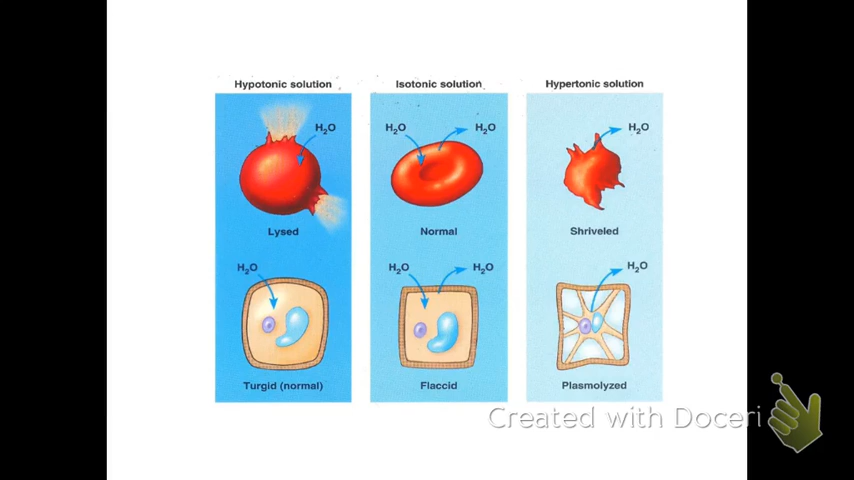 Hypotonic solution
Isotonic solution
Hypertonic solution
H₂O
H₂O
H₂O
H₂O
Lysed
Normal
Shriveled
H₂O
H₂O
H₂O
H₂O
Turgid (normal)
Flaccid
Plasmolyzed
Created with Doceri